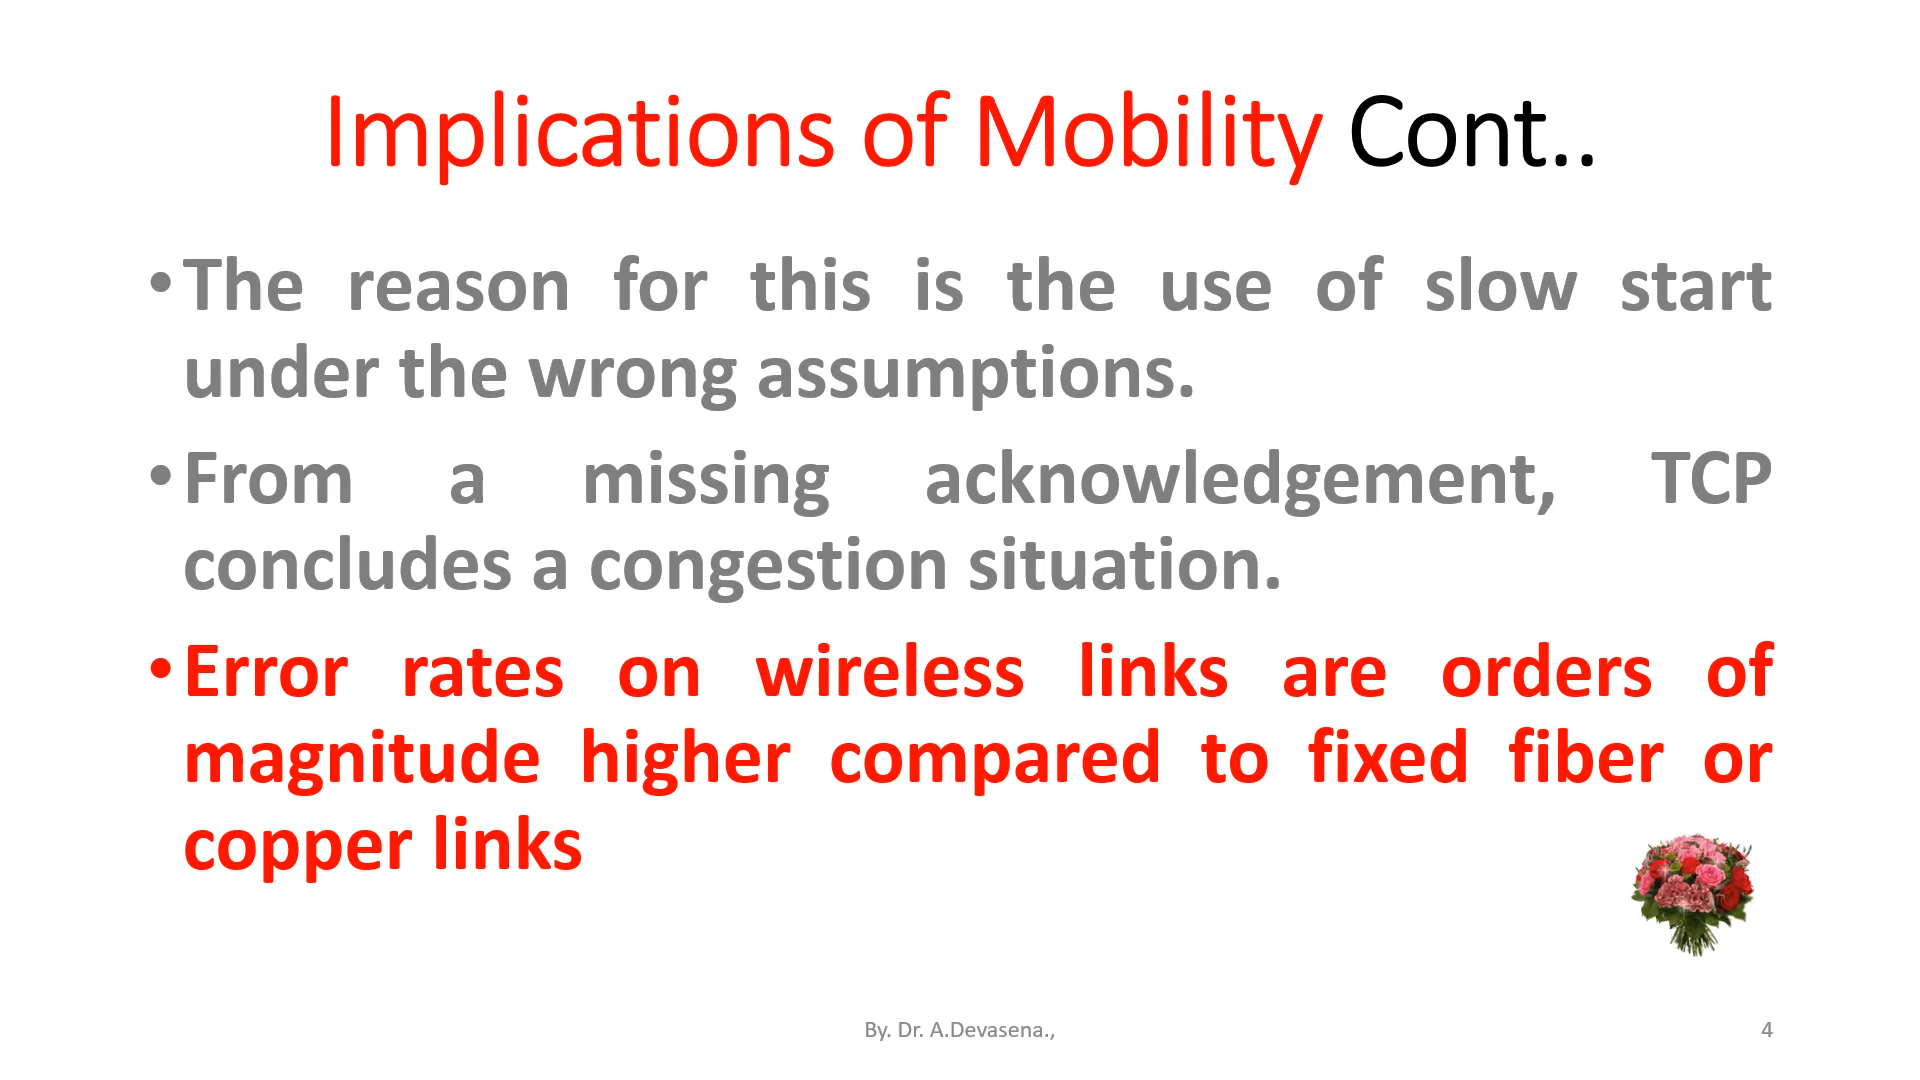 Implications of Mobility Cont..
•The reason for this is the use of slow start
under the wrong assumptions.
•From a missing acknowledgement, TCP
concludes a congestion situation.
•Error rates on wireless links are orders of
magnitude higher compared to fixed fiber or
copper links
By. Dr. A.Devasena.,
4